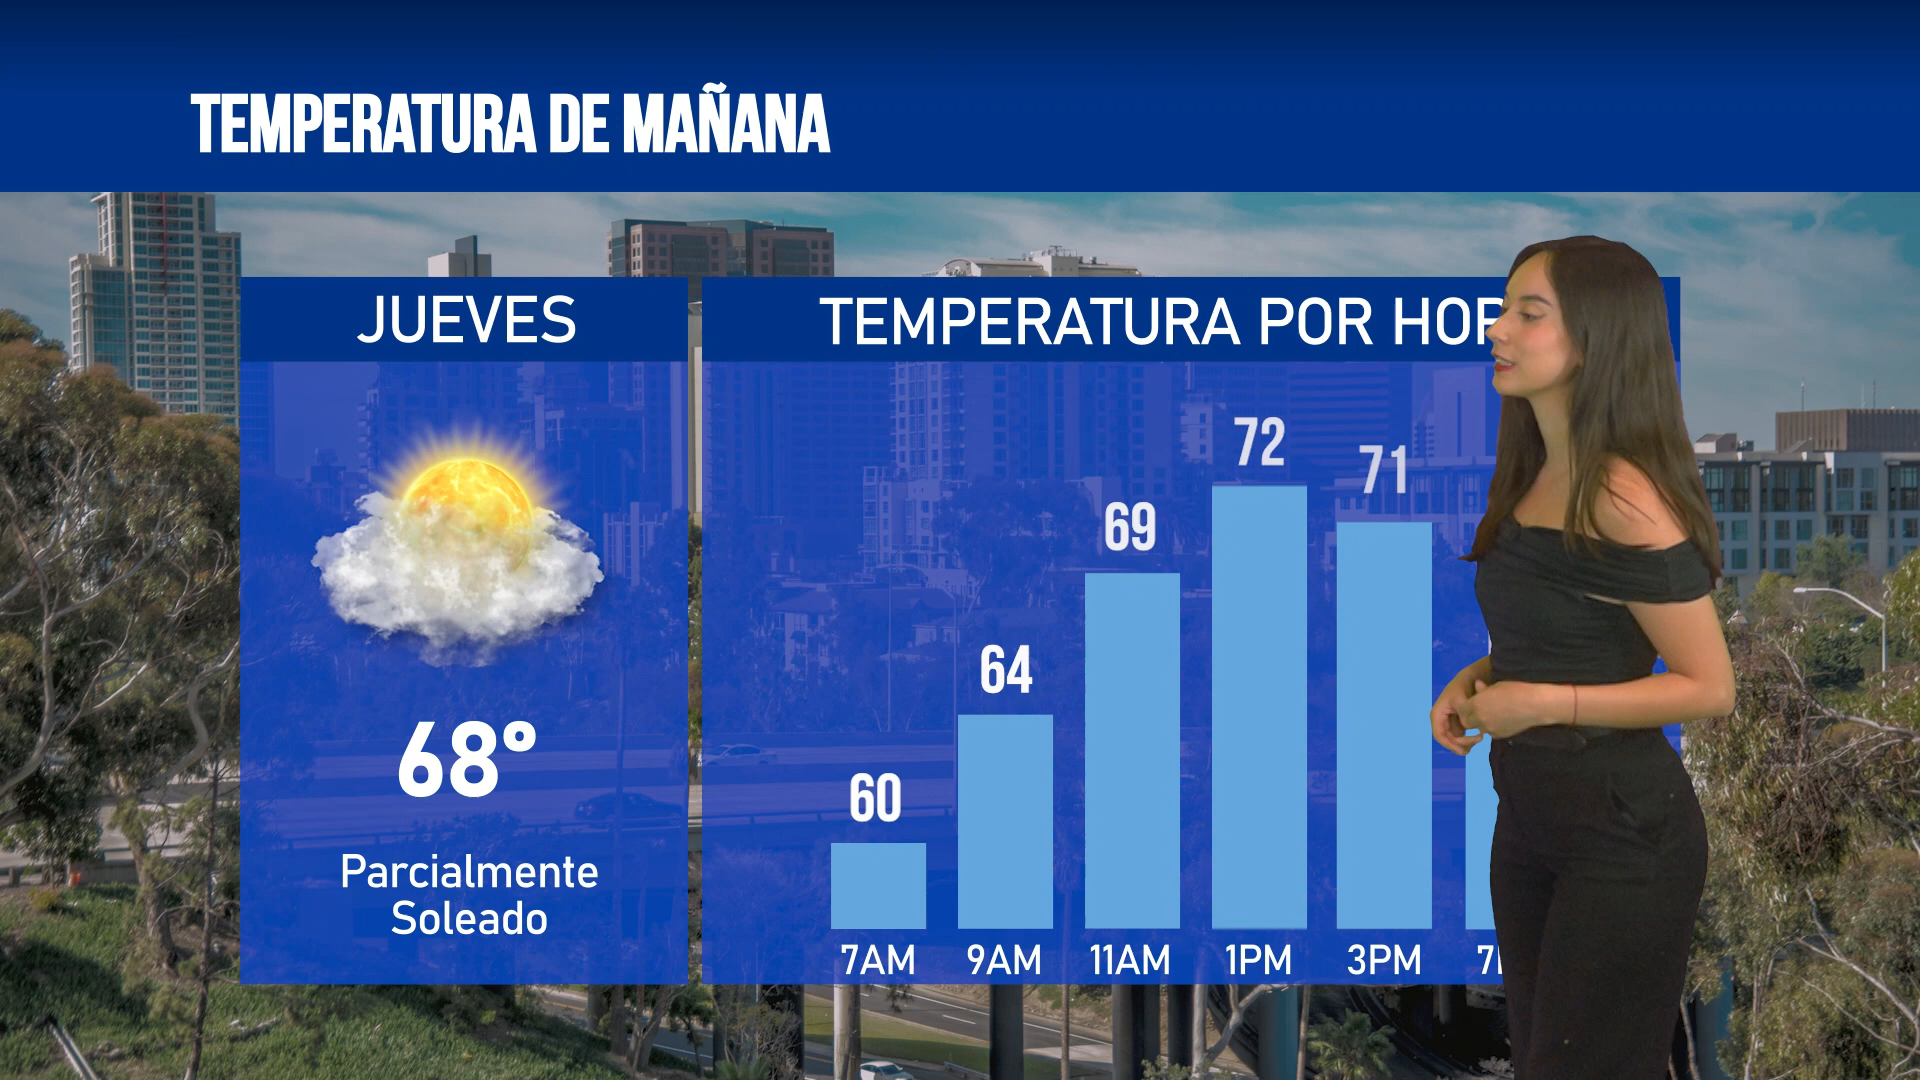 TEMPERATURA DE MAÑANA
JUEVES
68°
Parcialmente
Soleado
TEMPERATURA POR
72
71
69
64
60
7AM 9AM 11AM 1PM 3PM